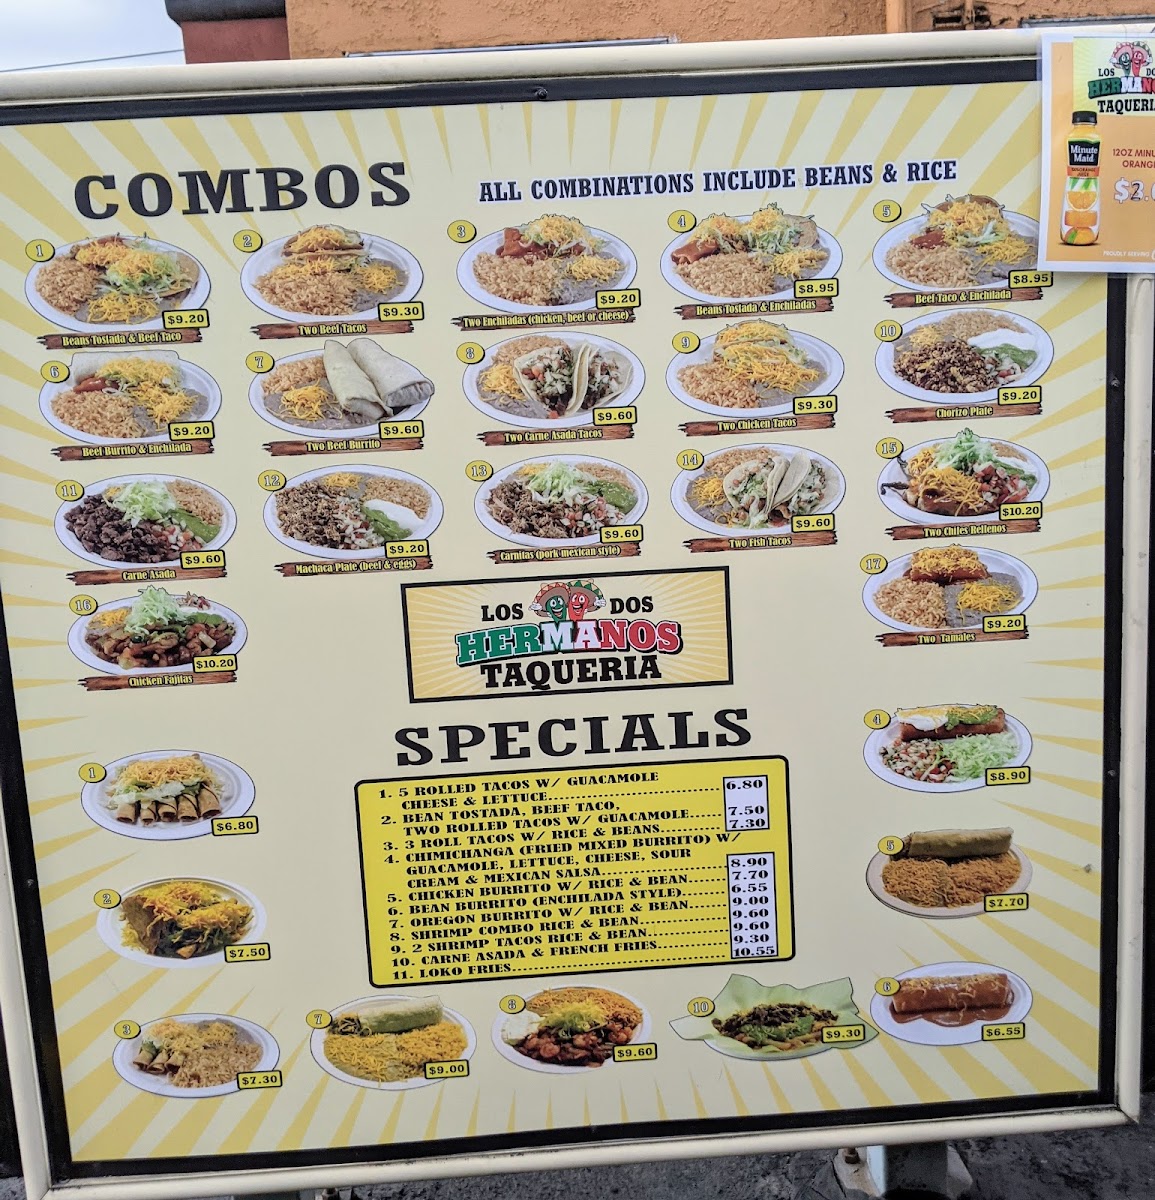 COMBOS
ALL COMBINATIONS INCLUDE BEANS & RICE
1
$9.20
Beans Tostada & Beef Taco
2
$9.30
Two Beef Tacos
3
$9.20
Two Enchiladas (chicken, beef or cheese)
4
$8.95
Beans Tostada & Enchiladas
5
$8.95
Beef Taco & Enchilada
6
$9.20
Beef Burrito & Enchilada
7
$9.60
Two Beef Burrito
8
$9.60
Two Carne Asada Tacos
9
$9.30
Two Chicken Tacos
10
$9.20
Chorizo Plate
11
$9.60
Carne Asada
12
$9.20
Machaca Plate (beef & eggs)
13
$9.60
Carnitas (pork mexican style)
14
$9.60
Two Fish Tacos
15
$10.20
Two Chiles Rellenos
16
$10.20
Chicken Fajitas
17
$9.20
Two Tamales
LOS DOS
HERMANOS
TAQUERIA
SPECIALS
1. 5 ROLLED TACOS W/ GUACAMOLE
CHEESE & LETTUCE 6.80
2. BEAN TOSTADA, BEEF TACO,
TWO ROLLED TACOS W/ GUACAMOLE 7.50
3. 3 ROLL TACOS W/ RICE & BEANS 7.30
4. CHIMICHANGA (FRIED MIXED BURRITO) W/
GUACAMOLE, LETTUCE, CHEESE, SOUR
CREAM & MEXICAN SALSA 8.90
5. CHICKEN BURRITO W/ RICE & BEAN 7.70
6. BEAN BURRITO (ENCHILADA STYLE) 6.55
7. OREGON BURRITO W/ RICE & BEAN 9.00
8. SHRIMP COMBO RICE & BEAN 9.60
9. 2 SHRIMP TACOS RICE & BEAN 9.60
10. CARNE ASADA & FRENCH FRIES 9.30
11. LOKO FRIES 10.55
1
$6.80
2
$7.50
3
$7.30
7
$9.00
8
$9.60
10
$9.30
4
$8.90
5
$7.70
6
$6.55
LOS
HERMANOS
TAQUERIA
Minute
Maid
12OZ
$2.
PROUDLY SERVING